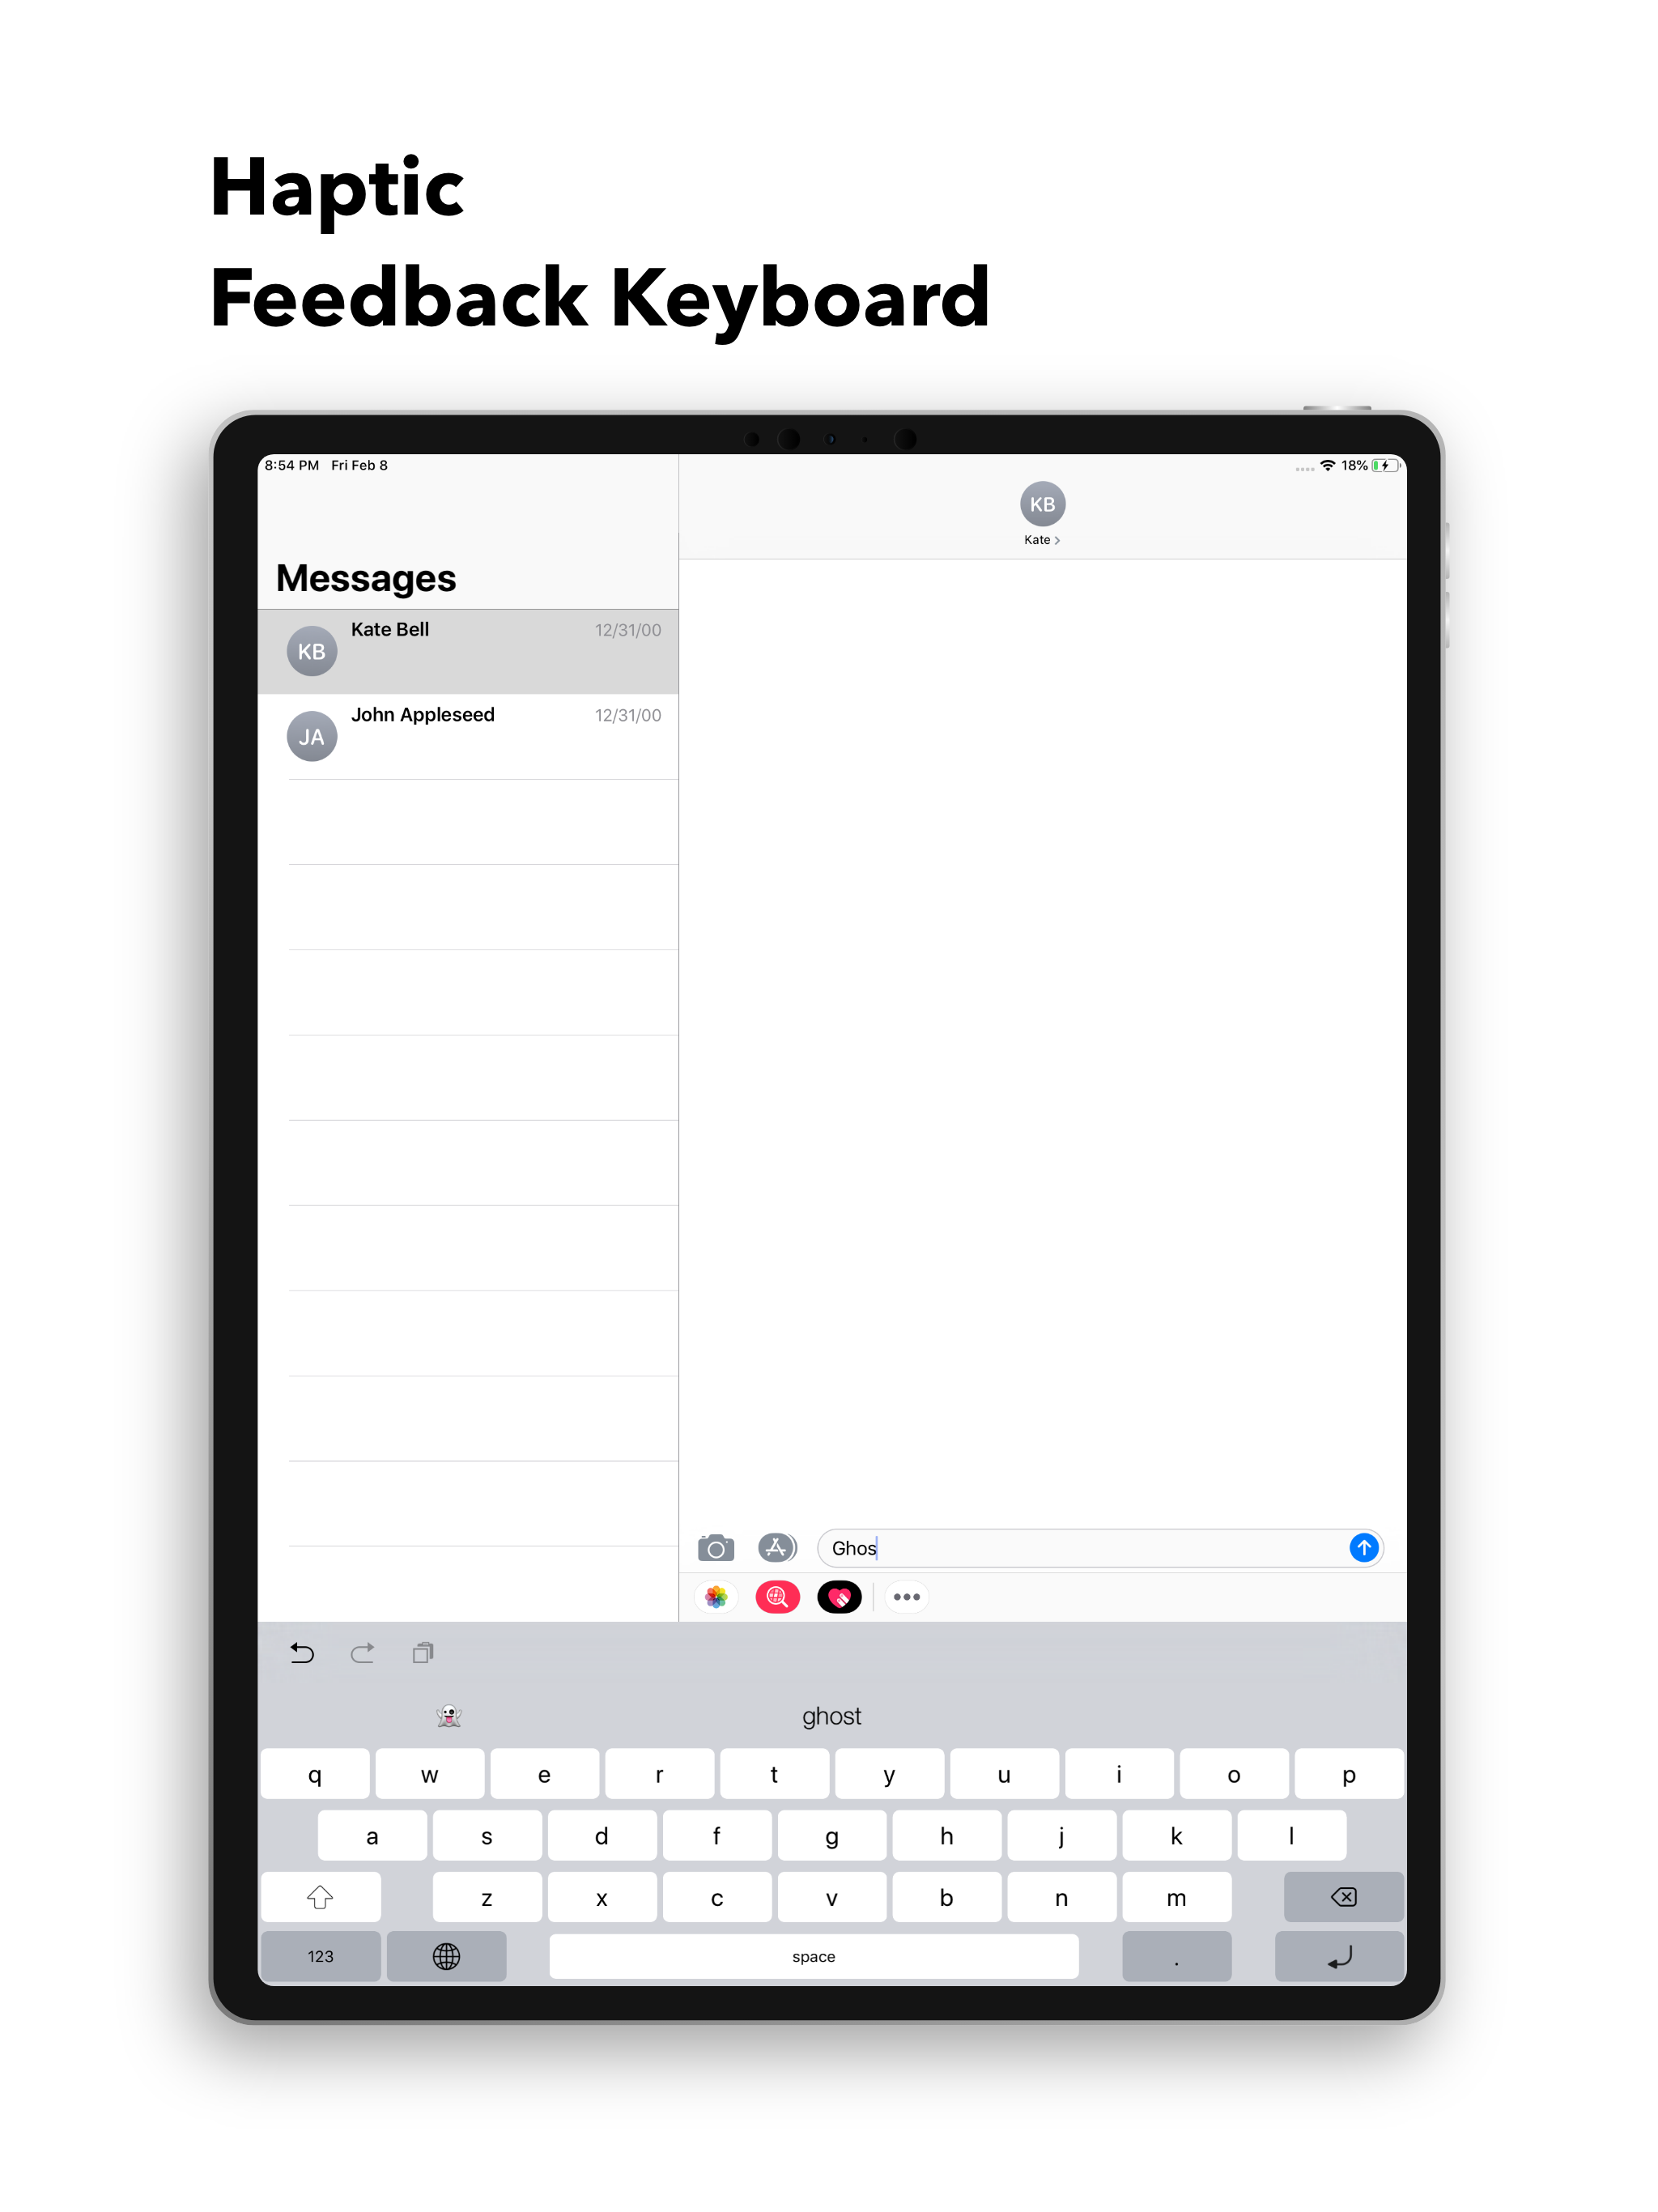 Haptic
Feedback Keyboard
8:54 PM Fri Feb 8
18%
KB
Kate
Messages
KB Kate Bell 12/31/00
JA John Appleseed 12/31/00
Ghos
ghost
q w e r t y u i o p
a s d f g h j k l
z x c v b n m
123 space .